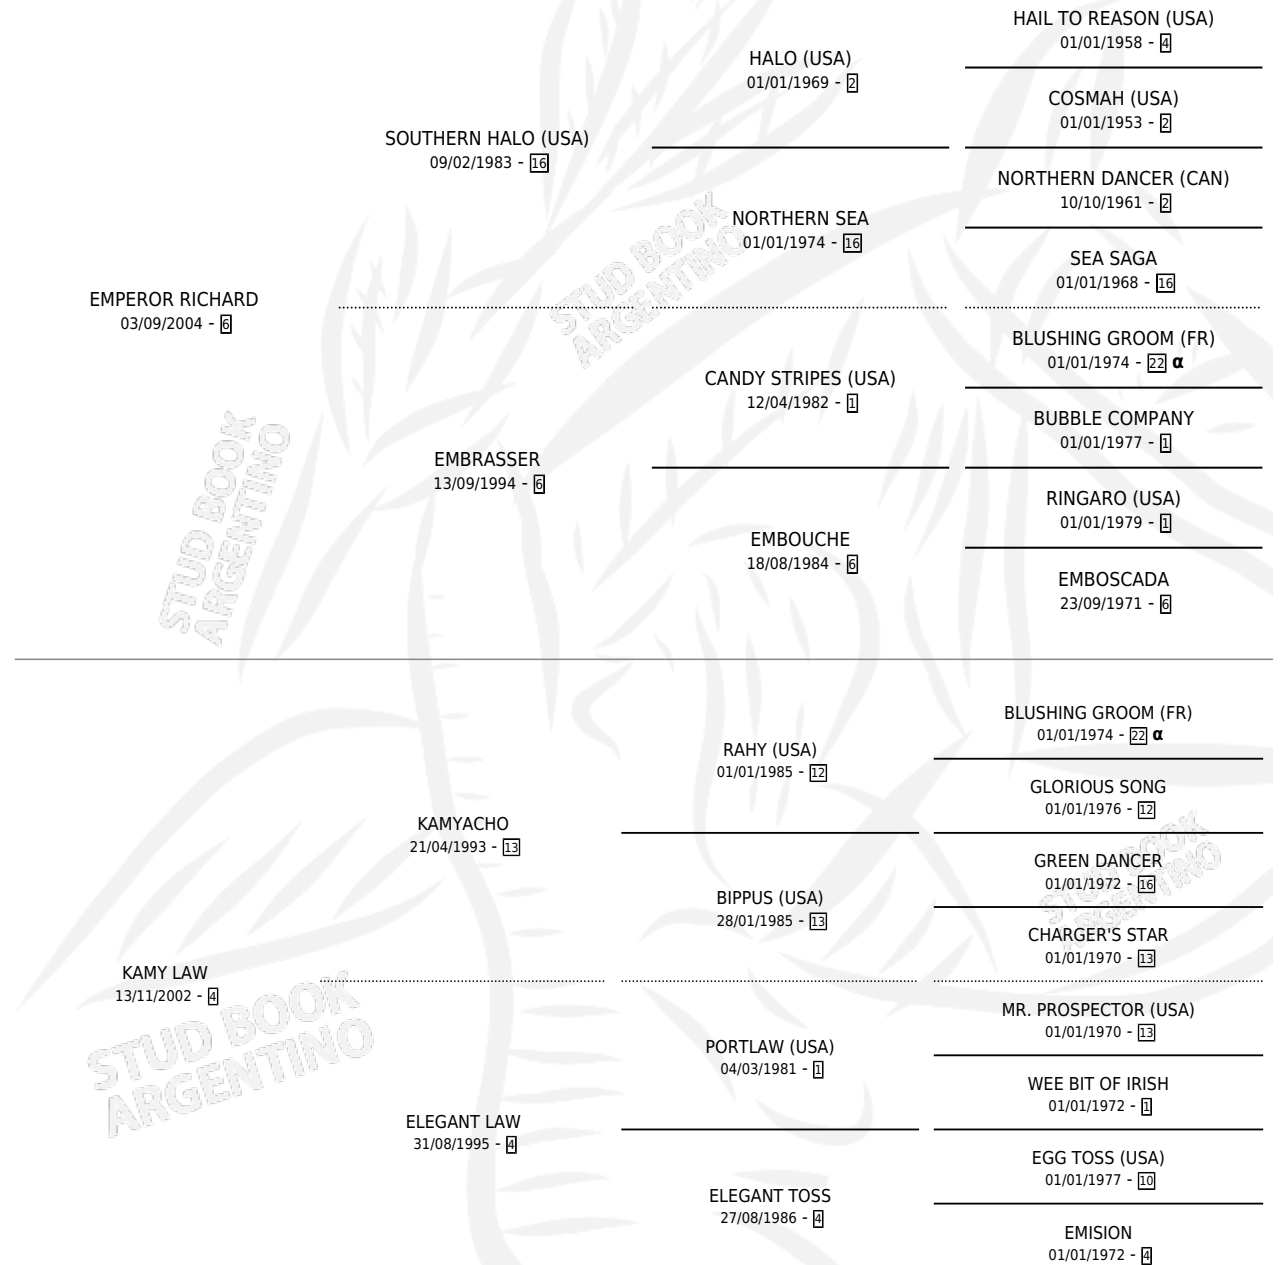 HAIL TO REASON (USA)
01/01/1958 - 4
HALO (USA)
01/01/1969 - 2
COSMAH (USA)
01/01/1953 - 2
SOUTHERN HALO (USA)
09/02/1983 - 16
NORTHERN DANCER (CAN)
10/10/1961 - 2
NORTHERN SEA
01/01/1974 - 16
SEA SAGA
01/01/1968 - 16
EMPEROR RICHARD
03/09/2004 - 6
STUD BOOK
ARGENTINO
BLUSHING GROOM (FR)
01/01/1974 - 22 α
CANDY STRIPES (USA)
12/04/1982 - 1
BUBBLE COMPANY
01/01/1977 - 1
EMBRASSER
13/09/1994 - 6
RINGARO (USA)
01/01/1979 - 1
EMBOUCHE
18/08/1984 - 6
EMBOSCADA
23/09/1971 - 6
STUD BOOK
ARGENTINO
BLUSHING GROOM (FR)
01/01/1974 - 22 α
RAHY (USA)
01/01/1985 - 12
GLORIOUS SONG
01/01/1976 - 12
KAMYACHO
21/04/1993 - 13
GREEN DANCER
01/01/1972 - 16
STUD BOOK
ARGENTINO
BIPPUS (USA)
28/01/1985 - 13
CHARGER'S STAR
01/01/1970 - 13
KAMY LAW
13/11/2002 - 4
MR. PROSPECTOR (USA)
01/01/1970 - 13
STUD BOOK
ARGENTINO
PORTLAW (USA)
04/03/1981 - 1
WEE BIT OF IRISH
01/01/1972 - 1
ELEGANT LAW
31/08/1995 - 4
EGG TOSS (USA)
01/01/1977 - 10
ELEGANT TOSS
27/08/1986 - 4
EMISION
01/01/1972 - 4